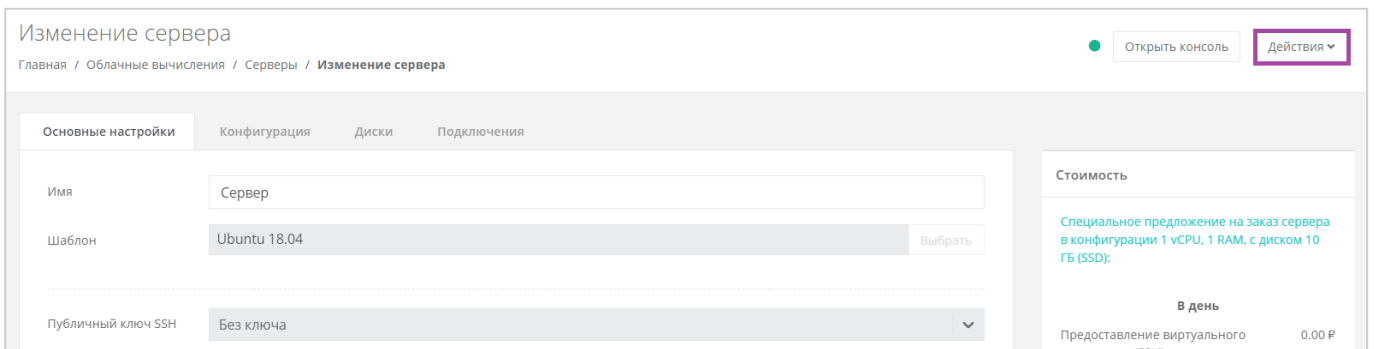 Изменение сервера
Главная / Облачные вычисления / Серверы / Изменение сервера
Открыть консоль
Действия
Основные настройки
Конфигурация
Диски
Подключения
Имя
Сервер
Шаблон
Ubuntu 18.04
Выбрать
Публичный ключ SSH
Без ключа
Стоимость
Специальное предложение на заказ сервера
в конфигурации 1 vCPU, 1 RAM, с диском 10
ГБ (SSD):
В день
Предоставление виртуального
0.00 ₽